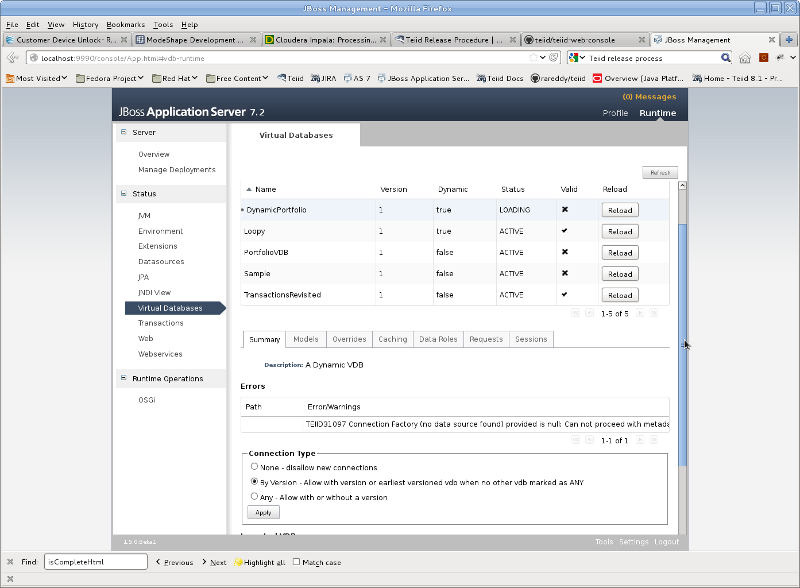 JBoss Management - Mozilla Firefox
File Edit View History Bookmarks Tools Help
Customer Device Unlock- R... ModeShape Development ... Cloudera Impala: Processin... Teiid Release Procedure | ... teiid/teiid-web-console JBoss Management
localhost:9990/console/App.html#vdb-runtime Teiid release process
Most Visited Fedora Project Red Hat Free Content Teiid JIRA AS 7 JBoss Application Ser... Teiid Docs rareddy/teiid Overview (Java Platf... Home - Teiid 8.1 - Pr...
(0) Messages
JBoss Application Server 7.2 Profile Runtime
Server
Overview
Manage Deployments
Status
JVM
Environment
Extensions
Datasources
JPA
JNDI View
Virtual Databases
Transactions
Web
Webservices
Runtime Operations
OSGi
Virtual Databases
Refresh
Name Version Dynamic Status Valid Reload
DynamicPortfolio 1 true LOADING Reload
Loopy 1 true ACTIVE Reload
PortfolioVDB 1 false ACTIVE Reload
Sample 1 false ACTIVE Reload
TransactionsRevisited 1 false ACTIVE Reload
1-5 of 5
Summary Models Overrides Caching Data Roles Requests Sessions
Description: A Dynamic VDB
Errors
Path Error/Warnings
TEIID31097 Connection Factory (no data source found) provided is null; Can not proceed with metada
1-1 of 1
Connection Type
None - disallow new connections
By Version - Allow with version or earliest versioned vdb when no other vdb marked as ANY
Any - Allow with or without a version
Apply
1.5.0.Beta1 Tools Settings Logout
Find: isCompleteHtml Previous Next Highlight all Match case